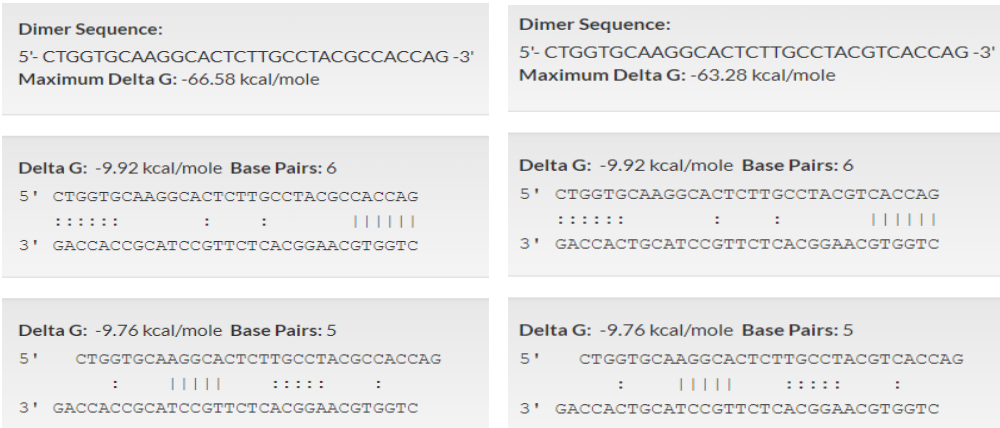 Dimer Sequence:
5'- CTGGTGCAAGGCACTCTTGCCTACGCCACCAG -3'
Maximum Delta G: -66.58 kcal/mole
Delta G: -9.92 kcal/mole Base Pairs: 6
5' CTGGTGCAAGGCACTCTTGCCTACGCCACCAG
:::::: : : ||||||
3' GACCACCGCATCCGTTCTCACGGAACGTGGTC
Delta G: -9.76 kcal/mole Base Pairs: 5
5' CTGGTGCAAGGCACTCTTGCCTACGCCACCAG
: ||||| ::::: :
3' GACCACCGCATCCGTTCTCACGGAACGTGGTC
Dimer Sequence:
5'- CTGGTGCAAGGCACTCTTGCCTACGTCACCAG -3'
Maximum Delta G: -63.28 kcal/mole
Delta G: -9.92 kcal/mole Base Pairs: 6
5' CTGGTGCAAGGCACTCTTGCCTACGTCACCAG
:::::: : : ||||||
3' GACCACTGCATCCGTTCTCACGGAACGTGGTC
Delta G: -9.76 kcal/mole Base Pairs: 5
5' CTGGTGCAAGGCACTCTTGCCTACGTCACCAG
: ||||| ::::: :
3' GACCACTGCATCCGTTCTCACGGAACGTGGTC